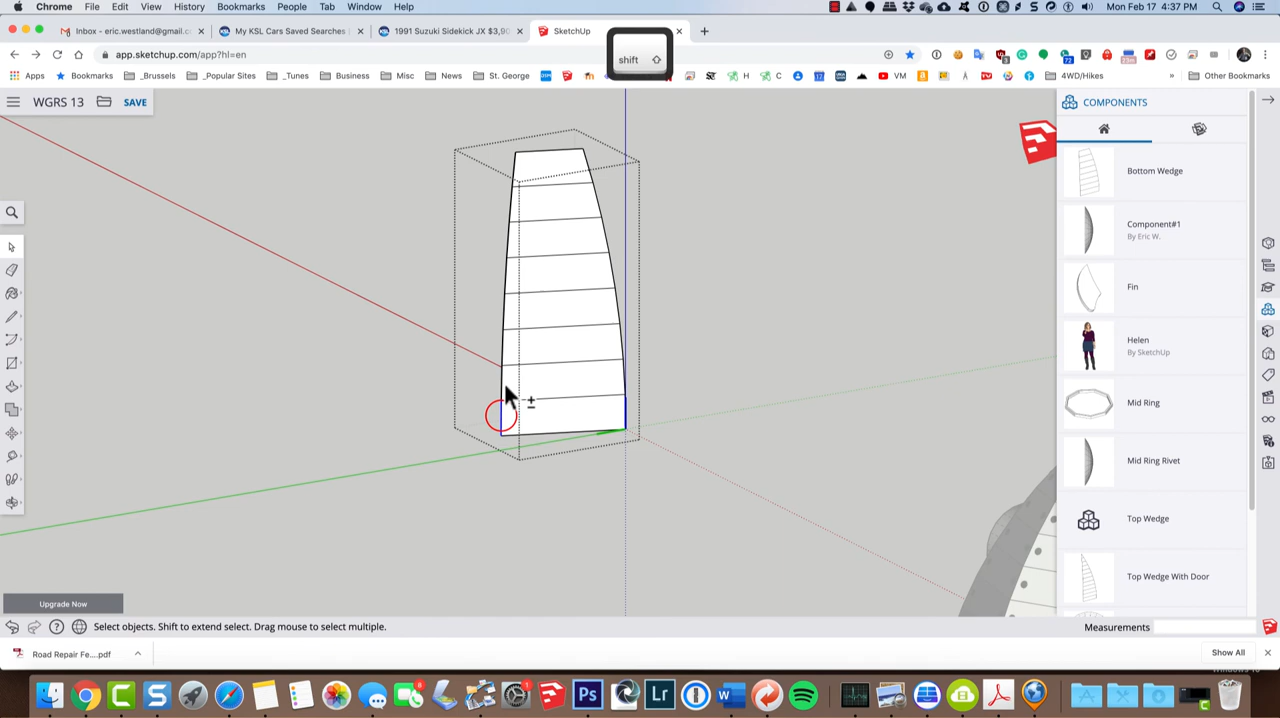 Chrome File Edit View History Bookmarks People Tab Window Help
Mon Feb 17 4:37 PM
Inbox - eric.westland@gmail.c
My KSL Cars Saved Searches
1991 Suzuki Sidekick JX $3,90
SketchUp
app.sketchup.com/app?hl=en
Apps Bookmarks _Brussels _Popular Sites _Tunes Business Misc News St. George H C VM 4WD/Hikes » Other Bookmarks
shift
WGRS 13 SAVE
COMPONENTS
Bottom Wedge
Component#1
By Eric W.
Fin
Helen
By SketchUp
Mid Ring
Mid Ring Rivet
Top Wedge
Top Wedge With Door
Upgrade Now
Select objects. Shift to extend select. Drag mouse to select multiple.
Measurements
Road Repair Fe....pdf
Show All
Ps
Lr